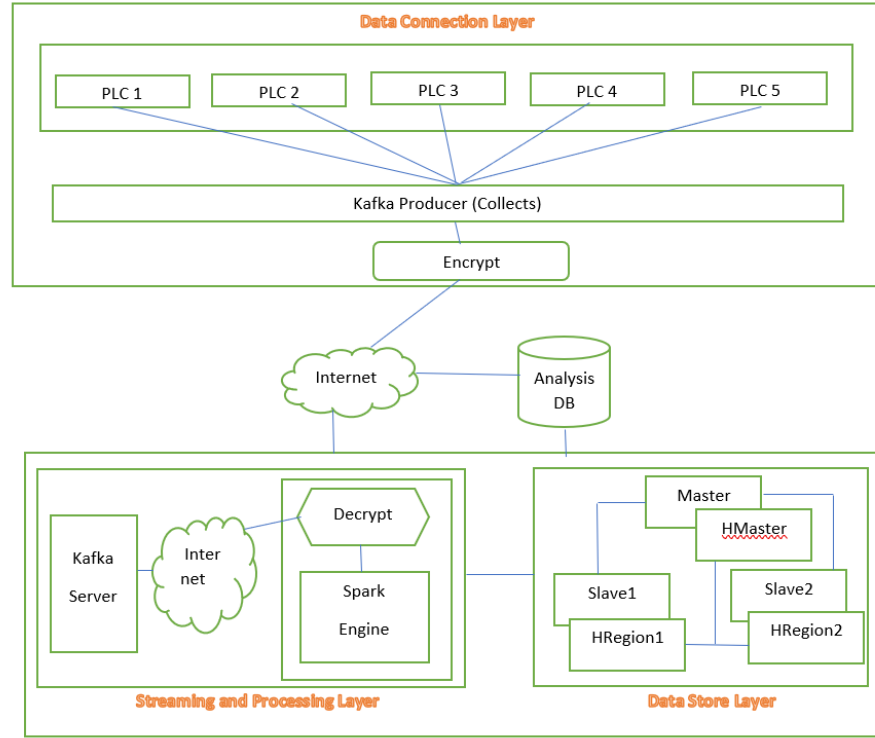 Data Connection Layer
PLC 1
PLC 2
PLC 3
PLC 4
PLC 5
Kafka Producer (Collects)
Encrypt
Internet
Analysis
DB
Kafka
Server
Inter
net
Decrypt
Spark
Engine
Master
HMaster
Slave1
HRegion1
Slave2
HRegion2
Streaming and Processing Layer
Data Store Layer